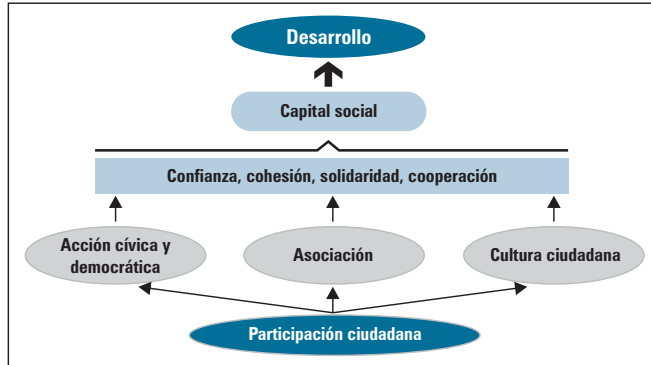 Desarrollo
Capital social
Confianza, cohesión, solidaridad, cooperación
Acción cívica y
democrática
Asociación
Cultura ciudadana
Participación ciudadana